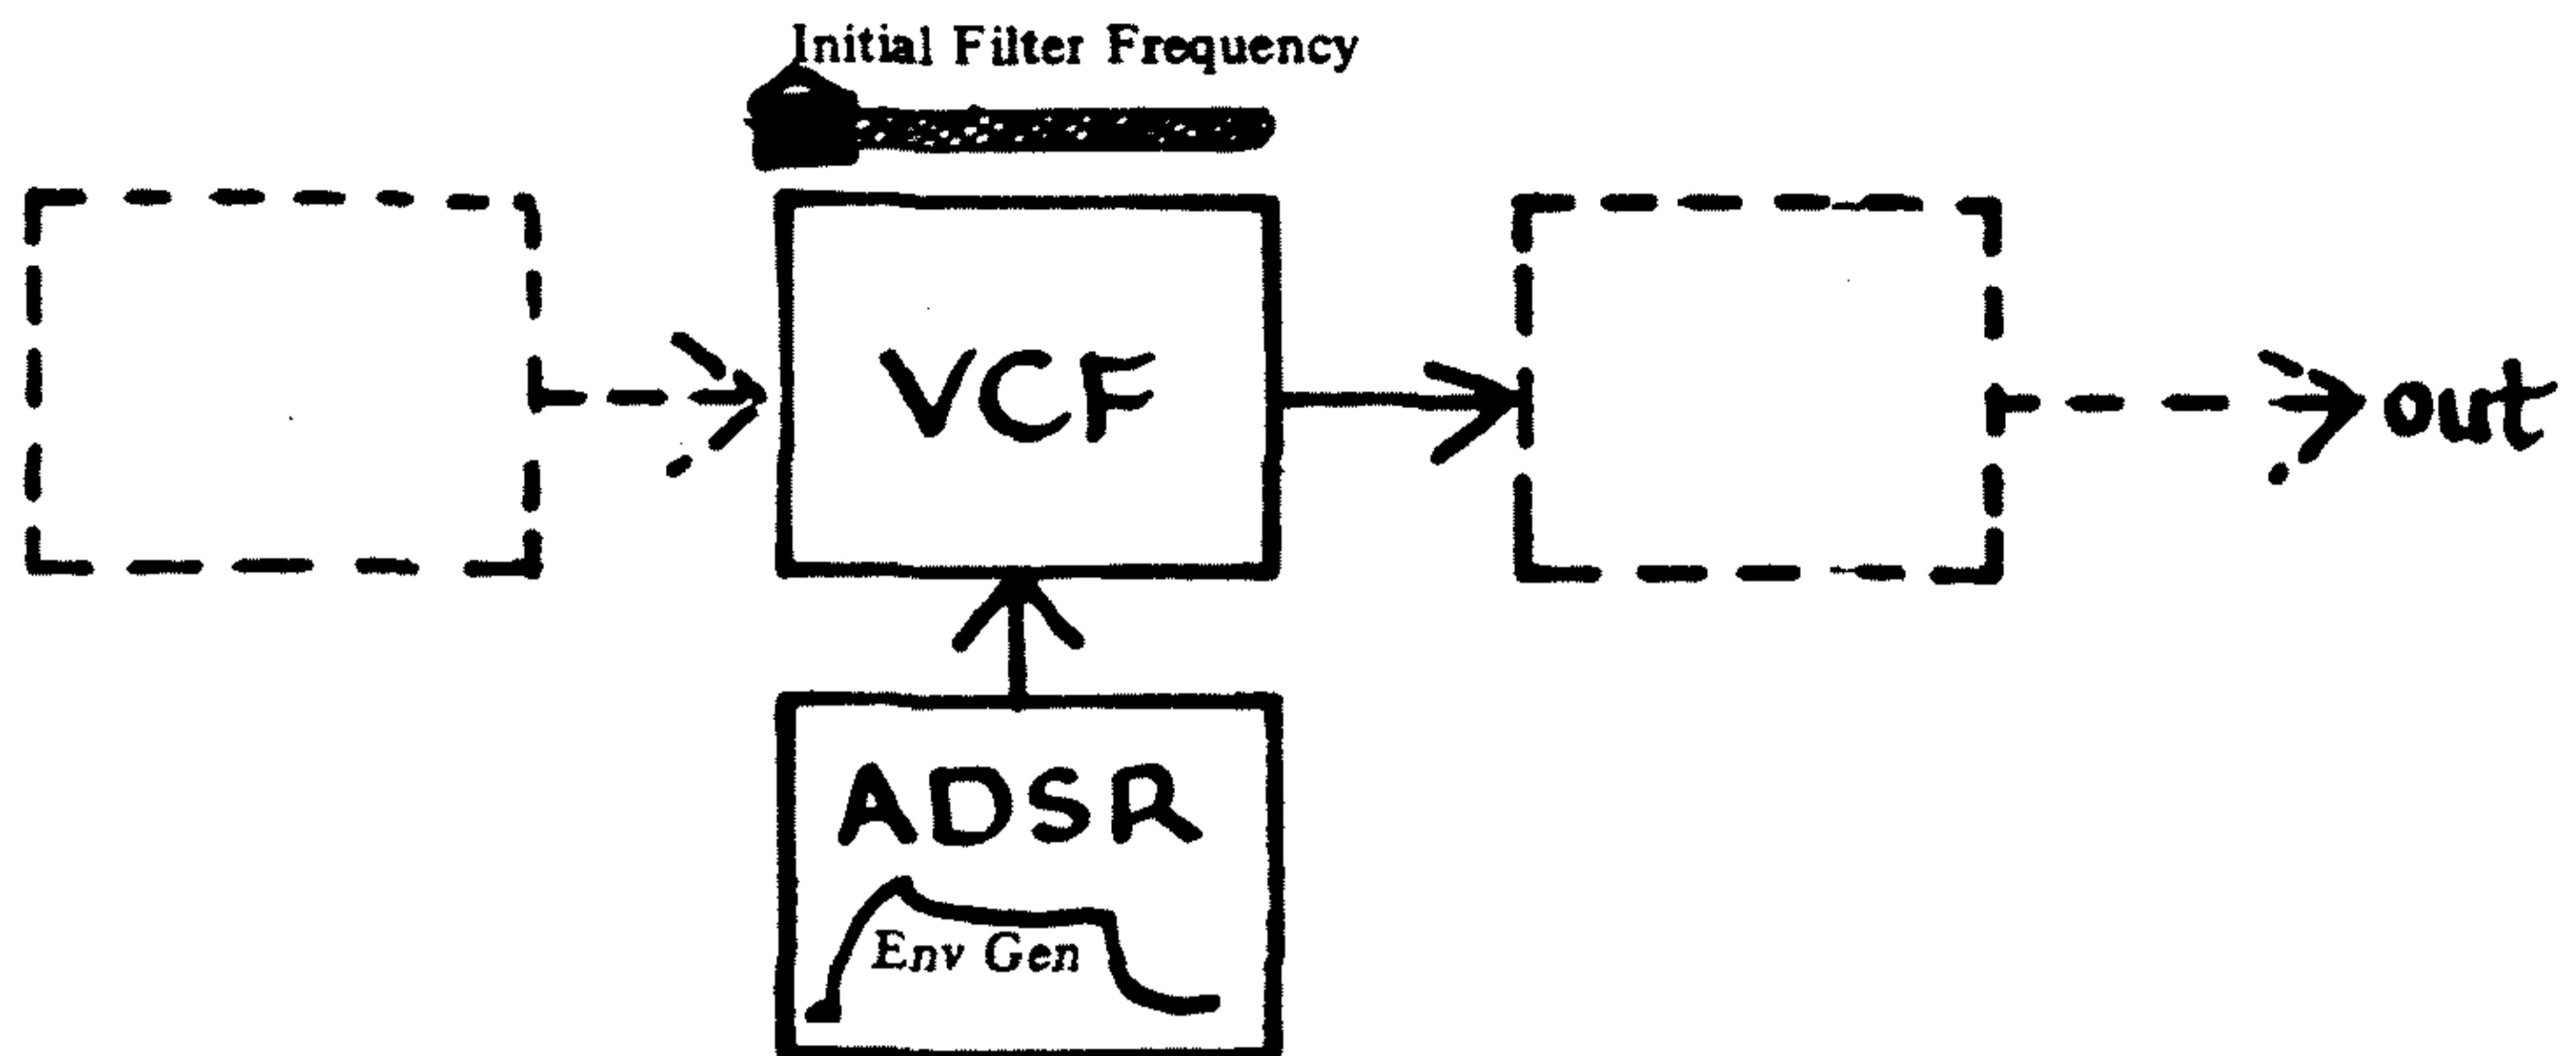 Initial Filter Frequency
VCF
out
ADSR
Env Gen